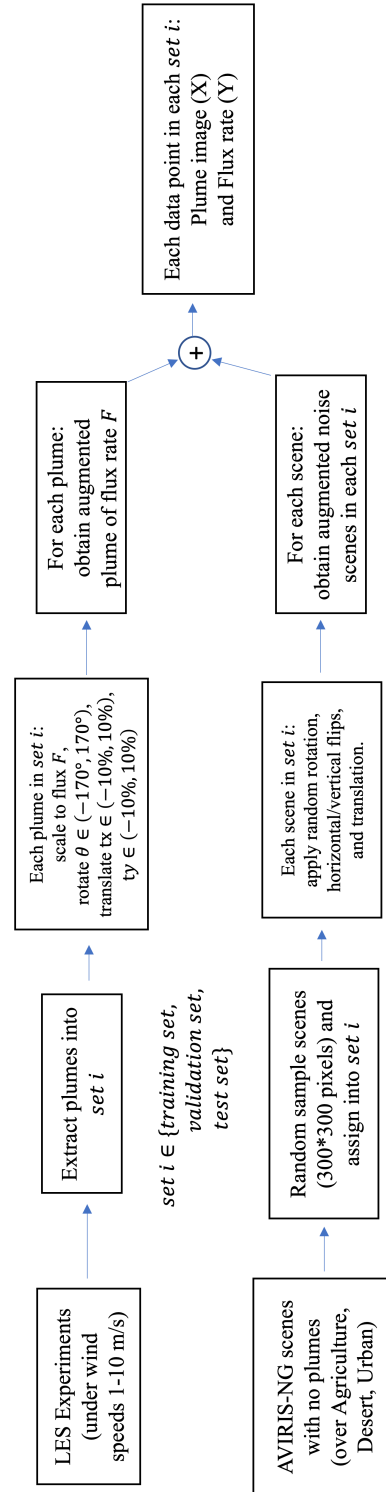 LES Experiments
(under wind
speeds 1-10 m/s)
Extract plumes into
set i
Each plume in set i:
scale to flux F,
rotate θ ∈ (−170°, 170°),
translate tx ∈ (−10%, 10%),
ty ∈ (−10%, 10%)
For each plume:
obtain augmented
plume of flux rate F
set i ∈ {training set,
validation set,
test set}
AVIRIS-NG scenes
with no plumes
(over Agriculture,
Desert, Urban)
Random sample scenes
(300*300 pixels) and
assign into set i
Each scene in set i:
apply random rotation,
horizontal/vertical flips,
and translation.
For each scene:
obtain augmented noise
scenes in each set i
+
Each data point in each set i:
Plume image (X)
and Flux rate (Y)